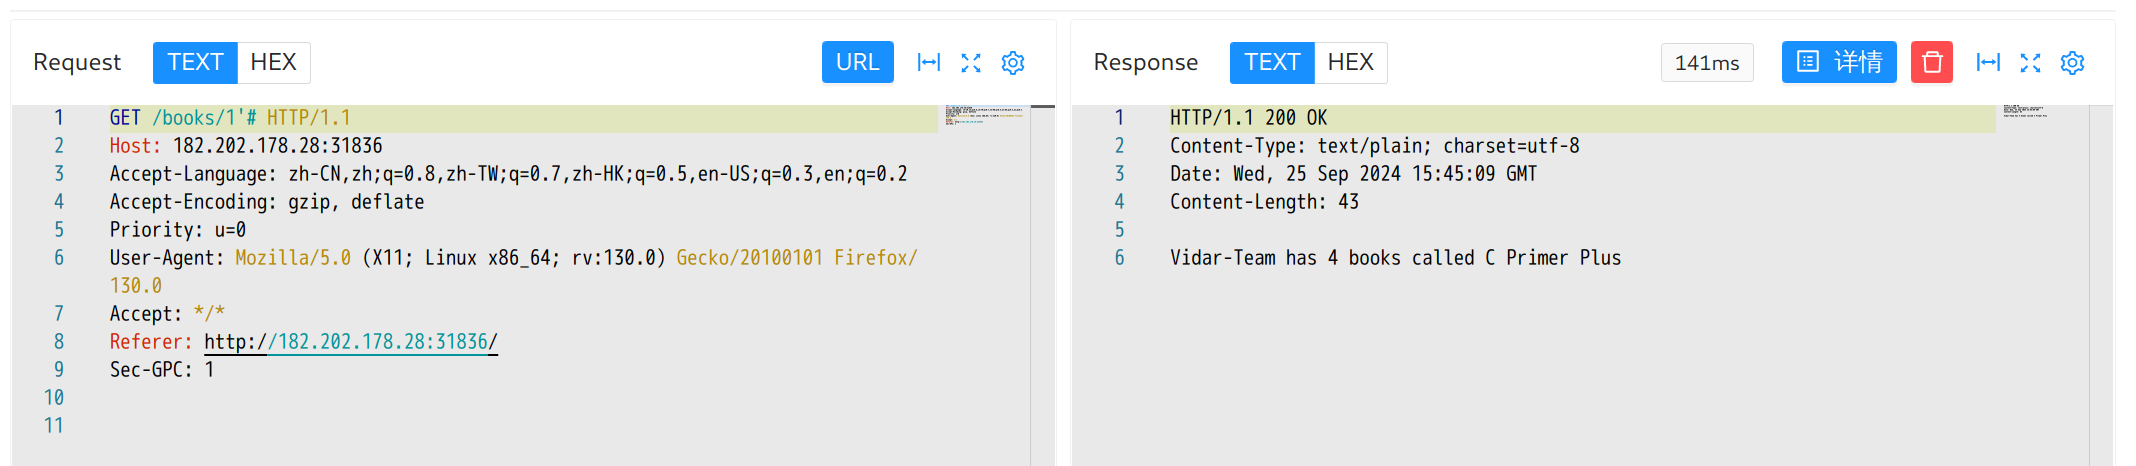 Request TEXT HEX URL
1 GET /books/1'# HTTP/1.1
2 Host: 182.202.178.28:31836
3 Accept-Language: zh-CN,zh;q=0.8,zh-TW;q=0.7,zh-HK;q=0.5,en-US;q=0.3,en;q=0.2
4 Accept-Encoding: gzip, deflate
5 Priority: u=0
6 User-Agent: Mozilla/5.0 (X11; Linux x86_64; rv:130.0) Gecko/20100101 Firefox/
130.0
7 Accept: */*
8 Referer: http://182.202.178.28:31836/
9 Sec-GPC: 1
10
11
Response TEXT HEX 141ms 详情
1 HTTP/1.1 200 OK
2 Content-Type: text/plain; charset=utf-8
3 Date: Wed, 25 Sep 2024 15:45:09 GMT
4 Content-Length: 43
5
6 Vidar-Team has 4 books called C Primer Plus